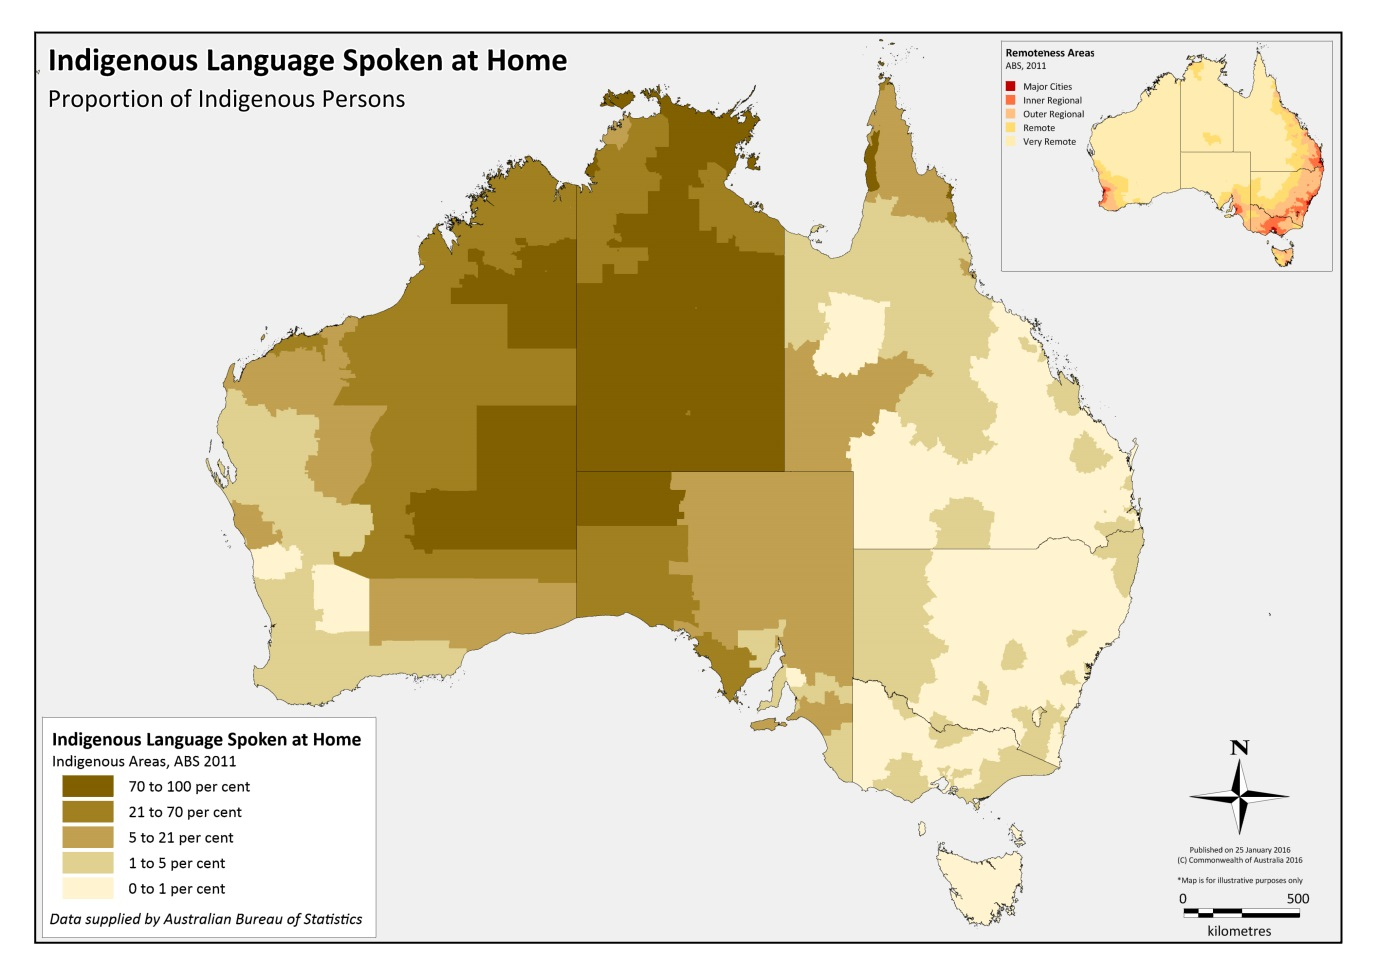 Indigenous Language Spoken at Home
Proportion of Indigenous Persons
Remoteness Areas
ABS, 2011
Major Cities
Inner Regional
Outer Regional
Remote
Very Remote
Indigenous Language Spoken at Home
Indigenous Areas, ABS 2011
70 to 100 per cent
21 to 70 per cent
5 to 21 per cent
1 to 5 per cent
0 to 1 per cent
Data supplied by Australian Bureau of Statistics
N
Published on 25 January 2016
(C) Commonwealth of Australia 2016
*Map is for illustrative purposes only
0 500
kilometres